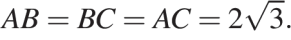 AB = BC = AC = 2√3.